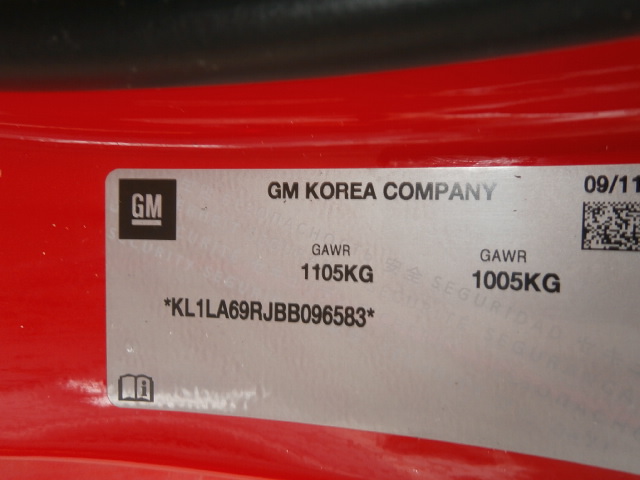 GM
GM KOREA COMPANY
09/11
GAWR
1105KG
GAWR
1005KG
*KL1LA69RJBB096583*